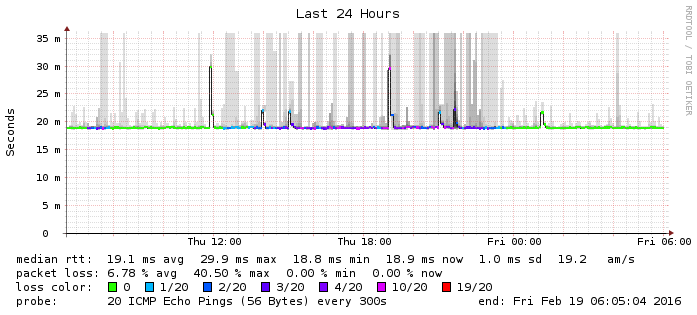 Last 24 Hours
RRDTOOL / TOBI OETIKER
Seconds
35 m
30 m
25 m
20 m
15 m
10 m
5 m
0
Thu 12:00 Thu 18:00 Fri 00:00 Fri 06:00
median rtt: 19.1 ms avg 29.9 ms max 18.8 ms min 18.9 ms now 1.0 ms sd 19.2 am/s
packet loss: 6.78 % avg 40.50 % max 0.00 % min 0.00 % now
loss color: 0 1/20 2/20 3/20 4/20 10/20 19/20
probe: 20 ICMP Echo Pings (56 Bytes) every 300s end: Fri Feb 19 06:05:04 2016